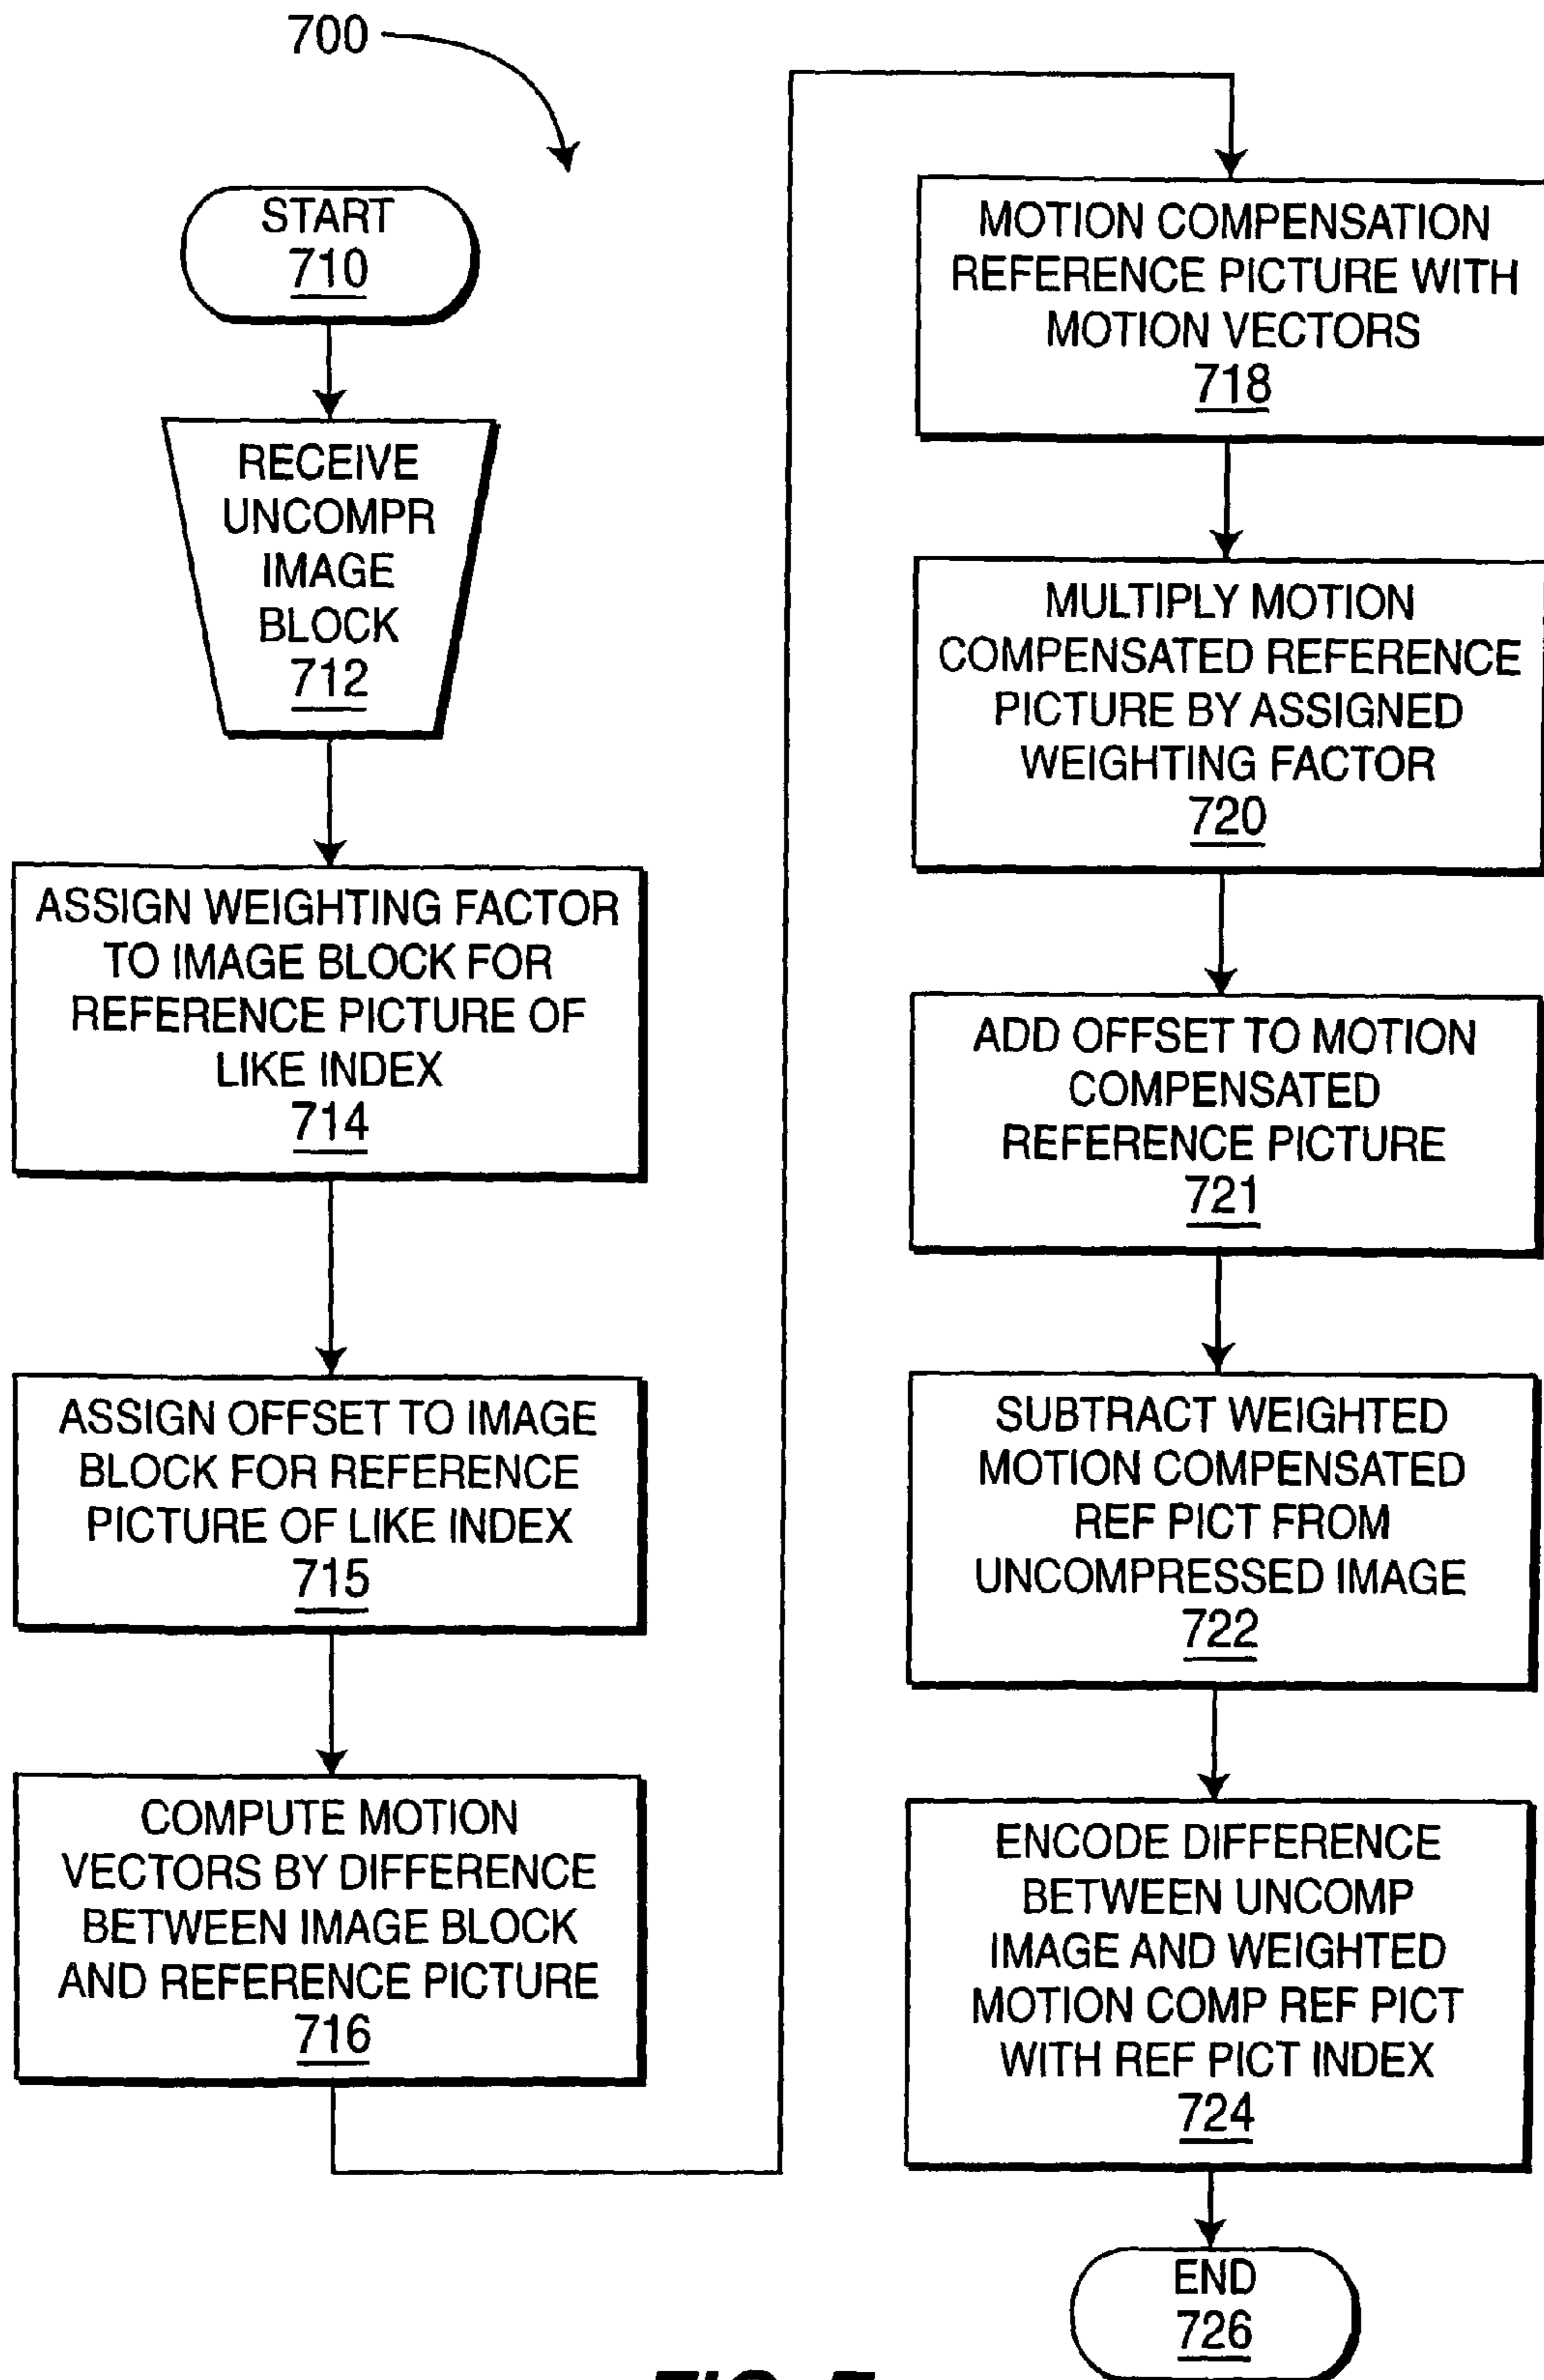 700
START
710
RECEIVE
UNCOMPR
IMAGE
BLOCK
712
ASSIGN WEIGHTING FACTOR
TO IMAGE BLOCK FOR
REFERENCE PICTURE OF
LIKE INDEX
714
ASSIGN OFFSET TO IMAGE
BLOCK FOR REFERENCE
PICTURE OF LIKE INDEX
715
COMPUTE MOTION
VECTORS BY DIFFERENCE
BETWEEN IMAGE BLOCK
AND REFERENCE PICTURE
716
MOTION COMPENSATION
REFERENCE PICTURE WITH
MOTION VECTORS
718
MULTIPLY MOTION
COMPENSATED REFERENCE
PICTURE BY ASSIGNED
WEIGHTING FACTOR
720
ADD OFFSET TO MOTION
COMPENSATED
REFERENCE PICTURE
721
SUBTRACT WEIGHTED
MOTION COMPENSATED
REF PICT FROM
UNCOMPRESSED IMAGE
722
ENCODE DIFFERENCE
BETWEEN UNCOMP
IMAGE AND WEIGHTED
MOTION COMP REF PICT
WITH REF PICT INDEX
724
END
726